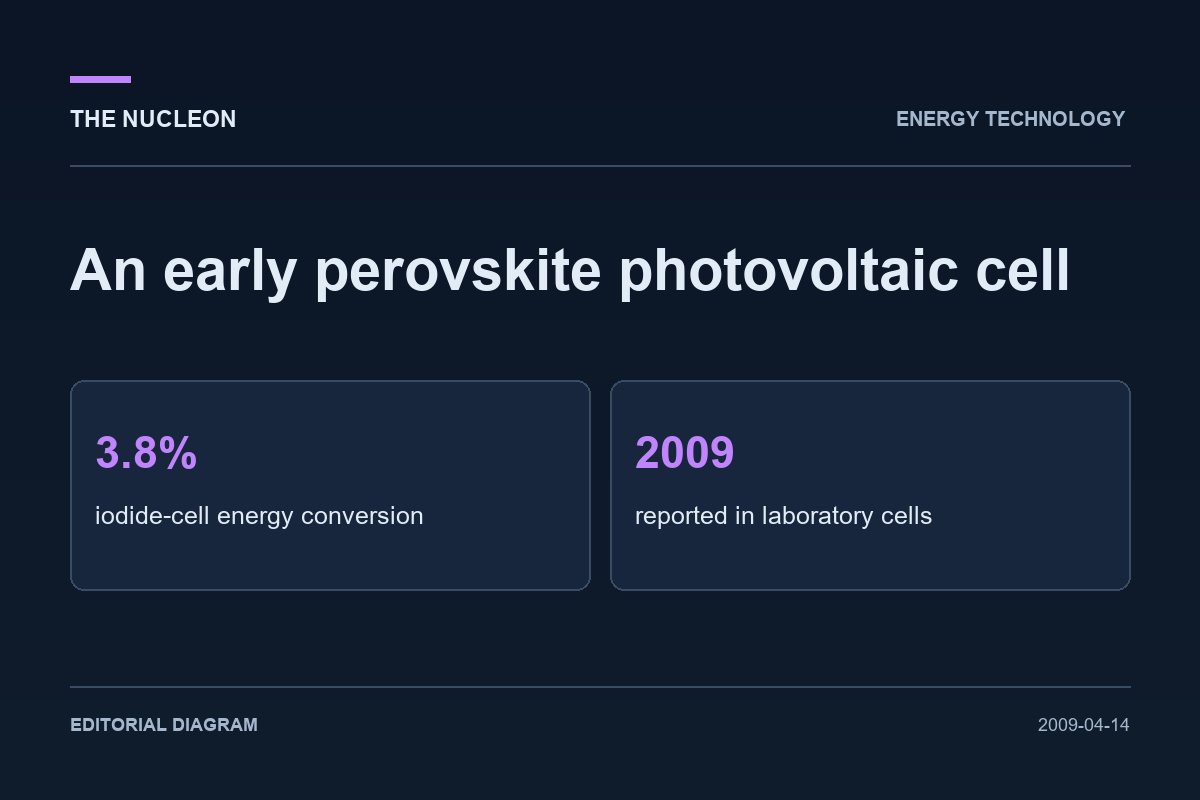 THE NUCLEON
ENERGY TECHNOLOGY
An early perovskite photovoltaic cell
3.8%
iodide-cell energy conversion
2009
reported in laboratory cells
EDITORIAL DIAGRAM
2009-04-14